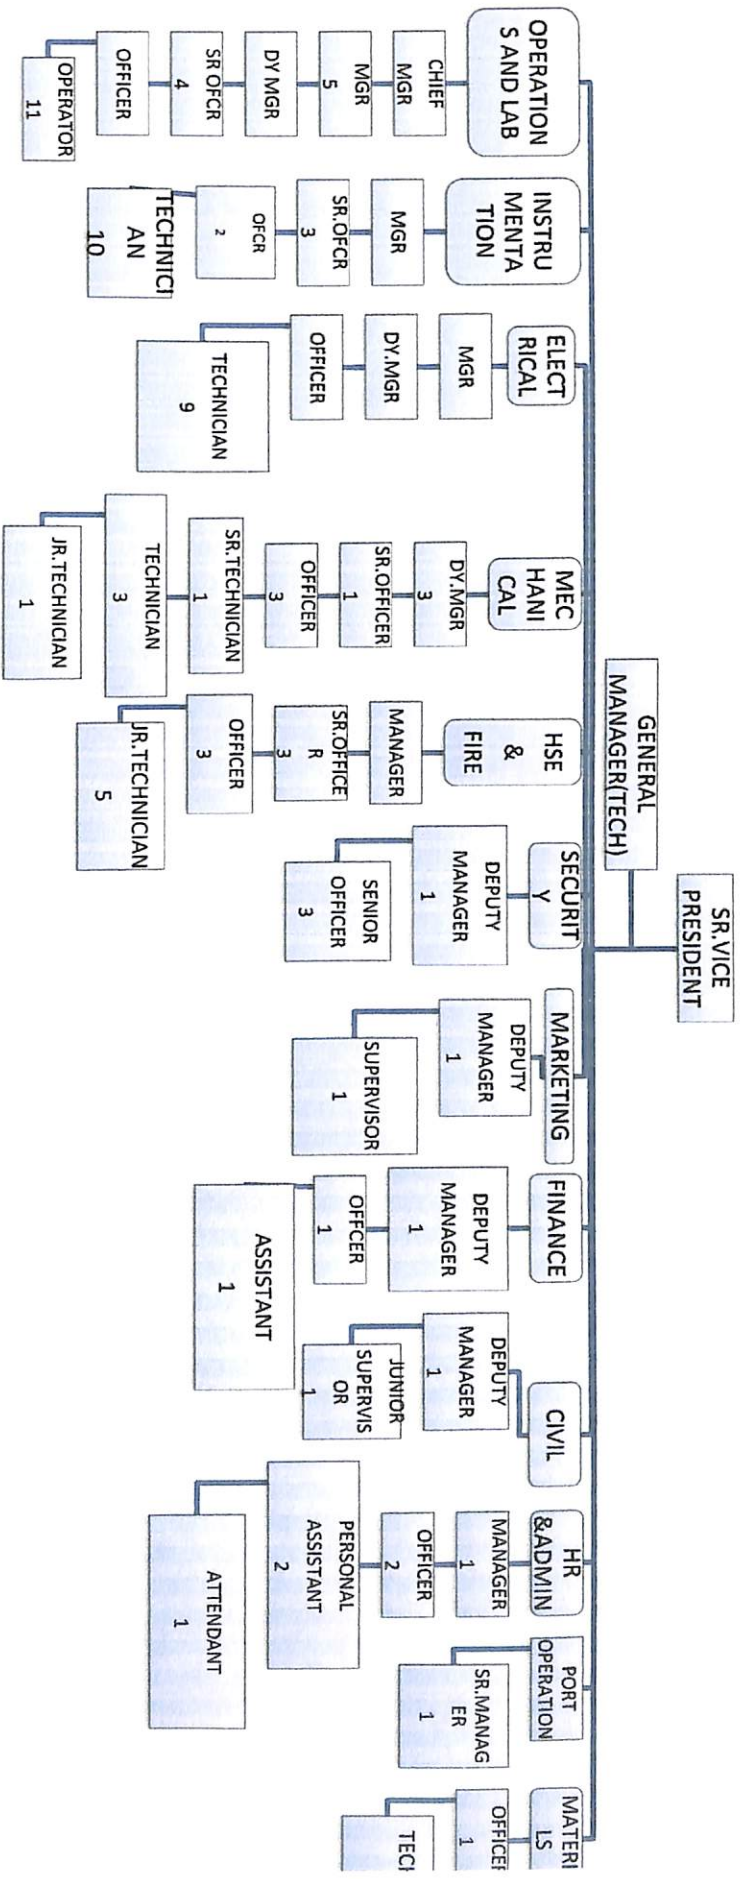 SR.VICE
PRESIDENT
GENERAL
MANAGER(TECH)
OPERATION
S AND LAB
CHIEF
MGR
MGR
5
DY MGR
SR OFCR
4
OFFICER
OPERATOR
11
INSTRU
MENTA
TION
MGR
SR.OFCR
3
OFCR
2
TECHNICI
AN
10
ELECT
RICAL
MGR
DY.MGR
OFFICER
TECHNICIAN
9
MEC
HANI
CAL
DY.MGR
3
SR.OFFICER
1
OFFICER
3
SR.TECHNICIAN
1
TECHNICIAN
3
JR.TECHNICIAN
1
HSE
&
FIRE
MANAGER
SR.OFFICE
R
3
OFFICER
3
JR.TECHNICIAN
5
SECURIT
Y
DEPUTY
MANAGER
1
SENIOR
OFFICER
3
MARKETING
DEPUTY
MANAGER
1
SUPERVISOR
1
FINANCE
DEPUTY
MANAGER
1
OFFCER
1
ASSISTANT
1
CIVIL
DEPUTY
MANAGER
1
JUNIOR
SUPERVIS
OR
1
HR
&ADMIN
MANAGER
1
OFFICER
2
PERSONAL
ASSISTANT
2
ATTENDANT
1
PORT
OPERATION
SR.MANAG
ER
1
MATERI
LS
OFFICER
1
TECH